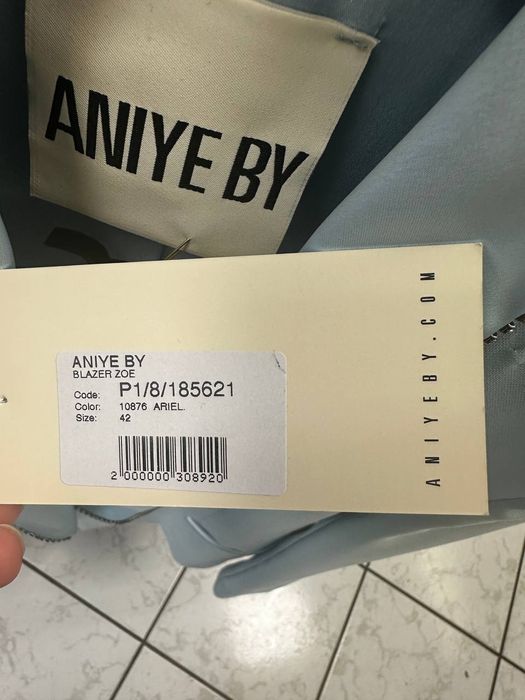 ANIYE BY
ANIYEBY.COM
ANIYE BY
BLAZER ZOE
Code: P1/8/185621
Color: 10876 ARIEL.
Size: 42
2 000000 308920